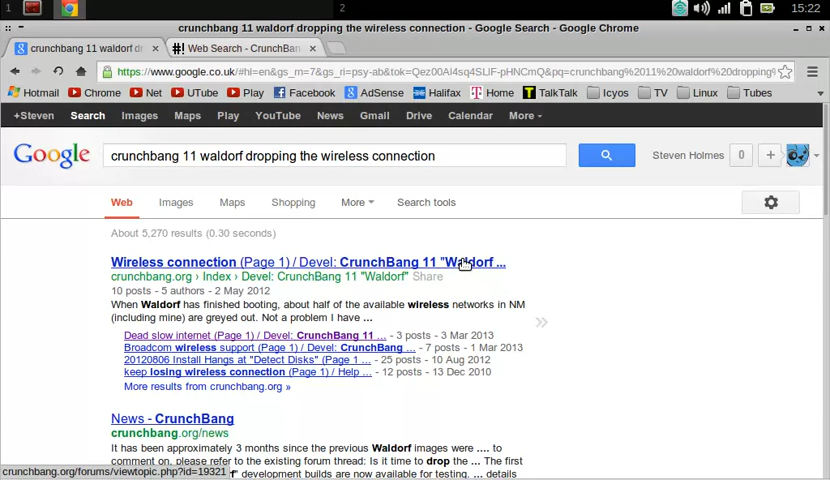 1
2
15:22
crunchbang 11 waldorf dropping the wireless connection - Google Search - Google Chrome
crunchbang 11 waldorf dr
#! Web Search - CrunchBan
https://www.google.co.uk/#hl=en&gs_rn=7&gs_ri=psy-ab&tok=Qez00Ai4sq4SLIF-pHNCmQ&pq=crunchbang%2011%20waldorf%20dropping%
Hotmail
Chrome
Net
UTube
Play
Facebook
AdSense
Halifax
Home
TalkTalk
Icyos
TV
Linux
Tubes
+Steven
Search
Images
Maps
Play
YouTube
News
Gmail
Drive
Calendar
More
Google
crunchbang 11 waldorf dropping the wireless connection
Steven Holmes
0
+
Web
Images
Maps
Shopping
More
Search tools
About 5,270 results (0.30 seconds)
Wireless connection (Page 1) / Devel: CrunchBang 11 "Waldorf ...
crunchbang.org › Index › Devel: CrunchBang 11 "Waldorf" Share
10 posts - 5 authors - 2 May 2012
When Waldorf has finished booting, about half of the available wireless networks in NM
(including mine) are greyed out. Not a problem I have ...
Dead slow internet (Page 1) / Devel: CrunchBang 11 ... - 3 posts - 3 Mar 2013
Broadcom wireless support (Page 1) / Devel: CrunchBang ... - 7 posts - 1 Mar 2013
20120806 Install Hangs at "Detect Disks" (Page 1 ... - 25 posts - 10 Aug 2012
keep losing wireless connection (Page 1) / Help ... - 12 posts - 13 Dec 2010
More results from crunchbang.org »
»
News - CrunchBang
crunchbang.org/news
It has been approximately 3 months since the previous Waldorf images were .... to
comment on, please refer to the existing forum thread: Is it time to drop the ... The first
crunchbang.org/forums/viewtopic.php?id=19321
" development builds are now available for testing. ... details